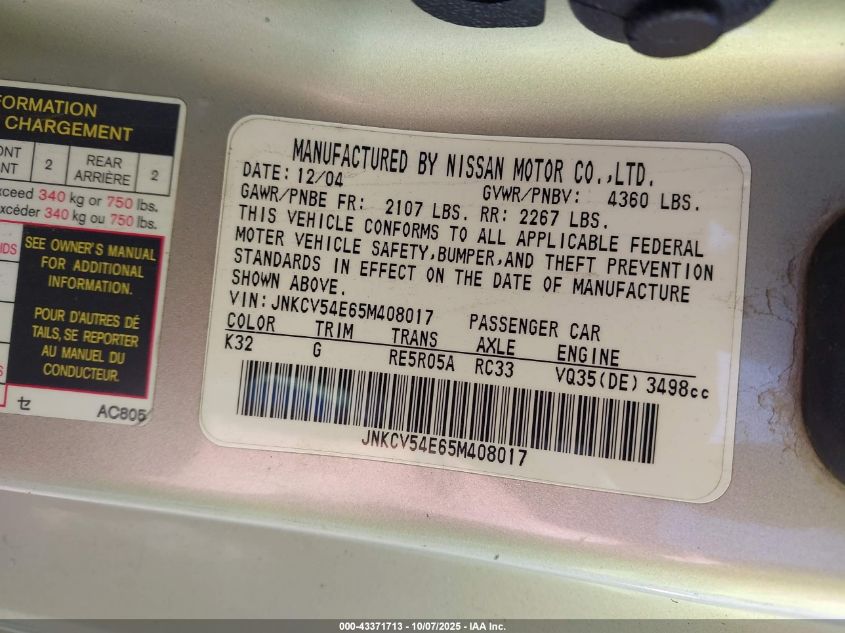 FORMATION
CHARGEMENT
2
REAR
ARRIÈRE
2
340 kg or 750 lbs.
340 kg ou 750 lbs.
SEE OWNER'S MANUAL
FOR ADDITIONAL
INFORMATION.
POUR D'AUTRES DÉ
TAILS, SE REPORTER
AU MANUEL DU
CONDUCTEUR.
AC805
MANUFACTURED BY NISSAN MOTOR CO.,LTD.
DATE: 12/04 GVWR/PNBV: 4360 LBS.
GAWR/PNBE FR: 2107 LBS. RR: 2267 LBS.
THIS VEHICLE CONFORMS TO ALL APPLICABLE FEDERAL
MOTER VEHICLE SAFETY,BUMPER,AND THEFT PREVENTION
STANDARDS IN EFFECT ON THE DATE OF MANUFACTURE
SHOWN ABOVE.
VIN:JNKCV54E65M408017 PASSENGER CAR
COLOR TRIM TRANS AXLE ENGINE
K32 G RE5R05A RC33 VQ35(DE) 3498cc
JNKCV54E65M408017
000-43371713 - 10/07/2025 - IAA Inc.